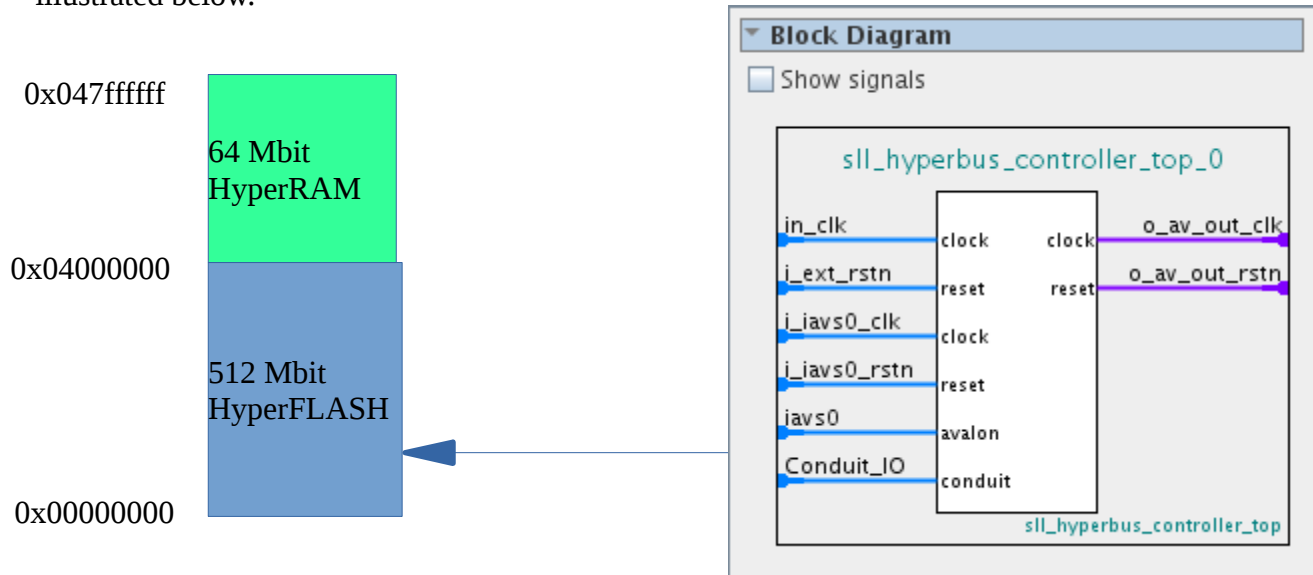 illustrated below.
0x047ffffff
64 Mbit
HyperRAM
0x04000000
512 Mbit
HyperFLASH
0x00000000
Block Diagram
Show signals
sll_hyperbus_controller_top_0
in_clk
clock
i_ext_rstn
reset
i_iavs0_clk
clock
i_iavs0_rstn
reset
iavs0
avalon
Conduit_IO
conduit
clock
o_av_out_clk
reset
o_av_out_rstn
sll_hyperbus_controller_top